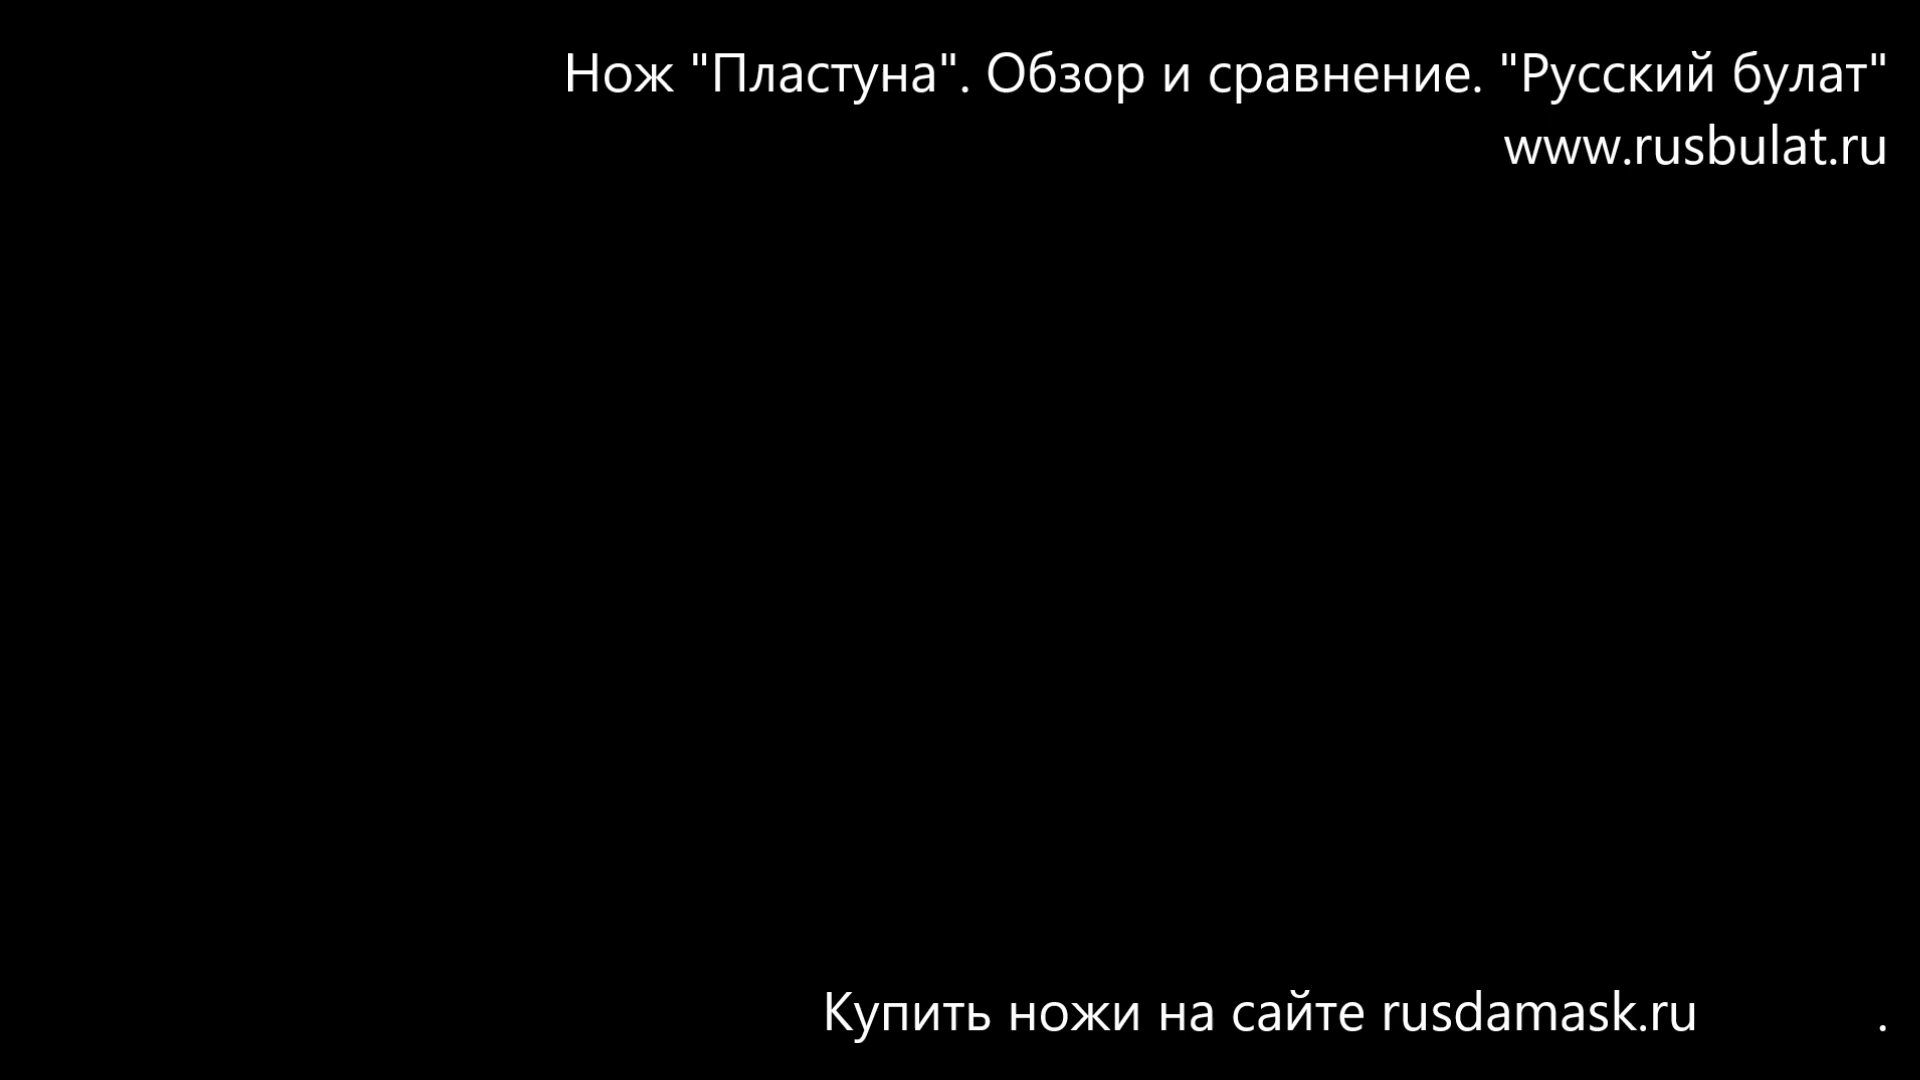 Нож "Пластуна". Обзор и сравнение. "Русский булат"
www.rusbulat.ru
Купить ножи на сайте rusdamask.ru .